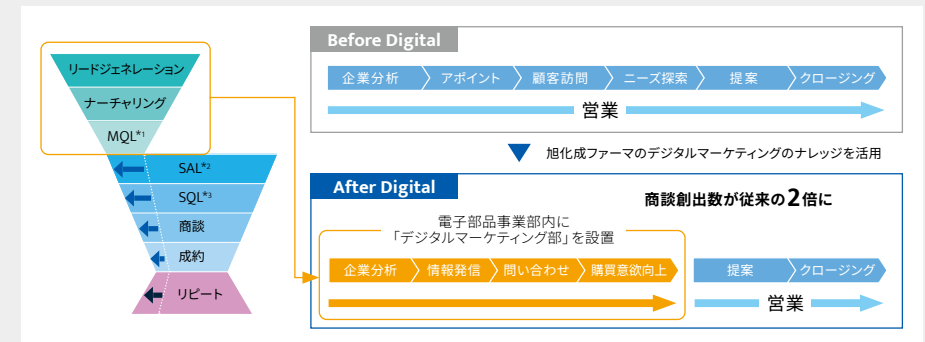 リードジェネレーション
ナーチャリング
MQL*1
SAL*2
SQL*3
商談
成約
リピート
Before Digital
企業分析 アポイント 顧客訪問 ニーズ探索 提案 クロージング
営業
旭化成ファーマのデジタルマーケティングのナレッジを活用
After Digital
商談創出数が従来の2倍に
電子部品事業部内に
「デジタルマーケティング部」を設置
企業分析 情報発信 問い合わせ 購買意欲向上 提案 クロージング
営業